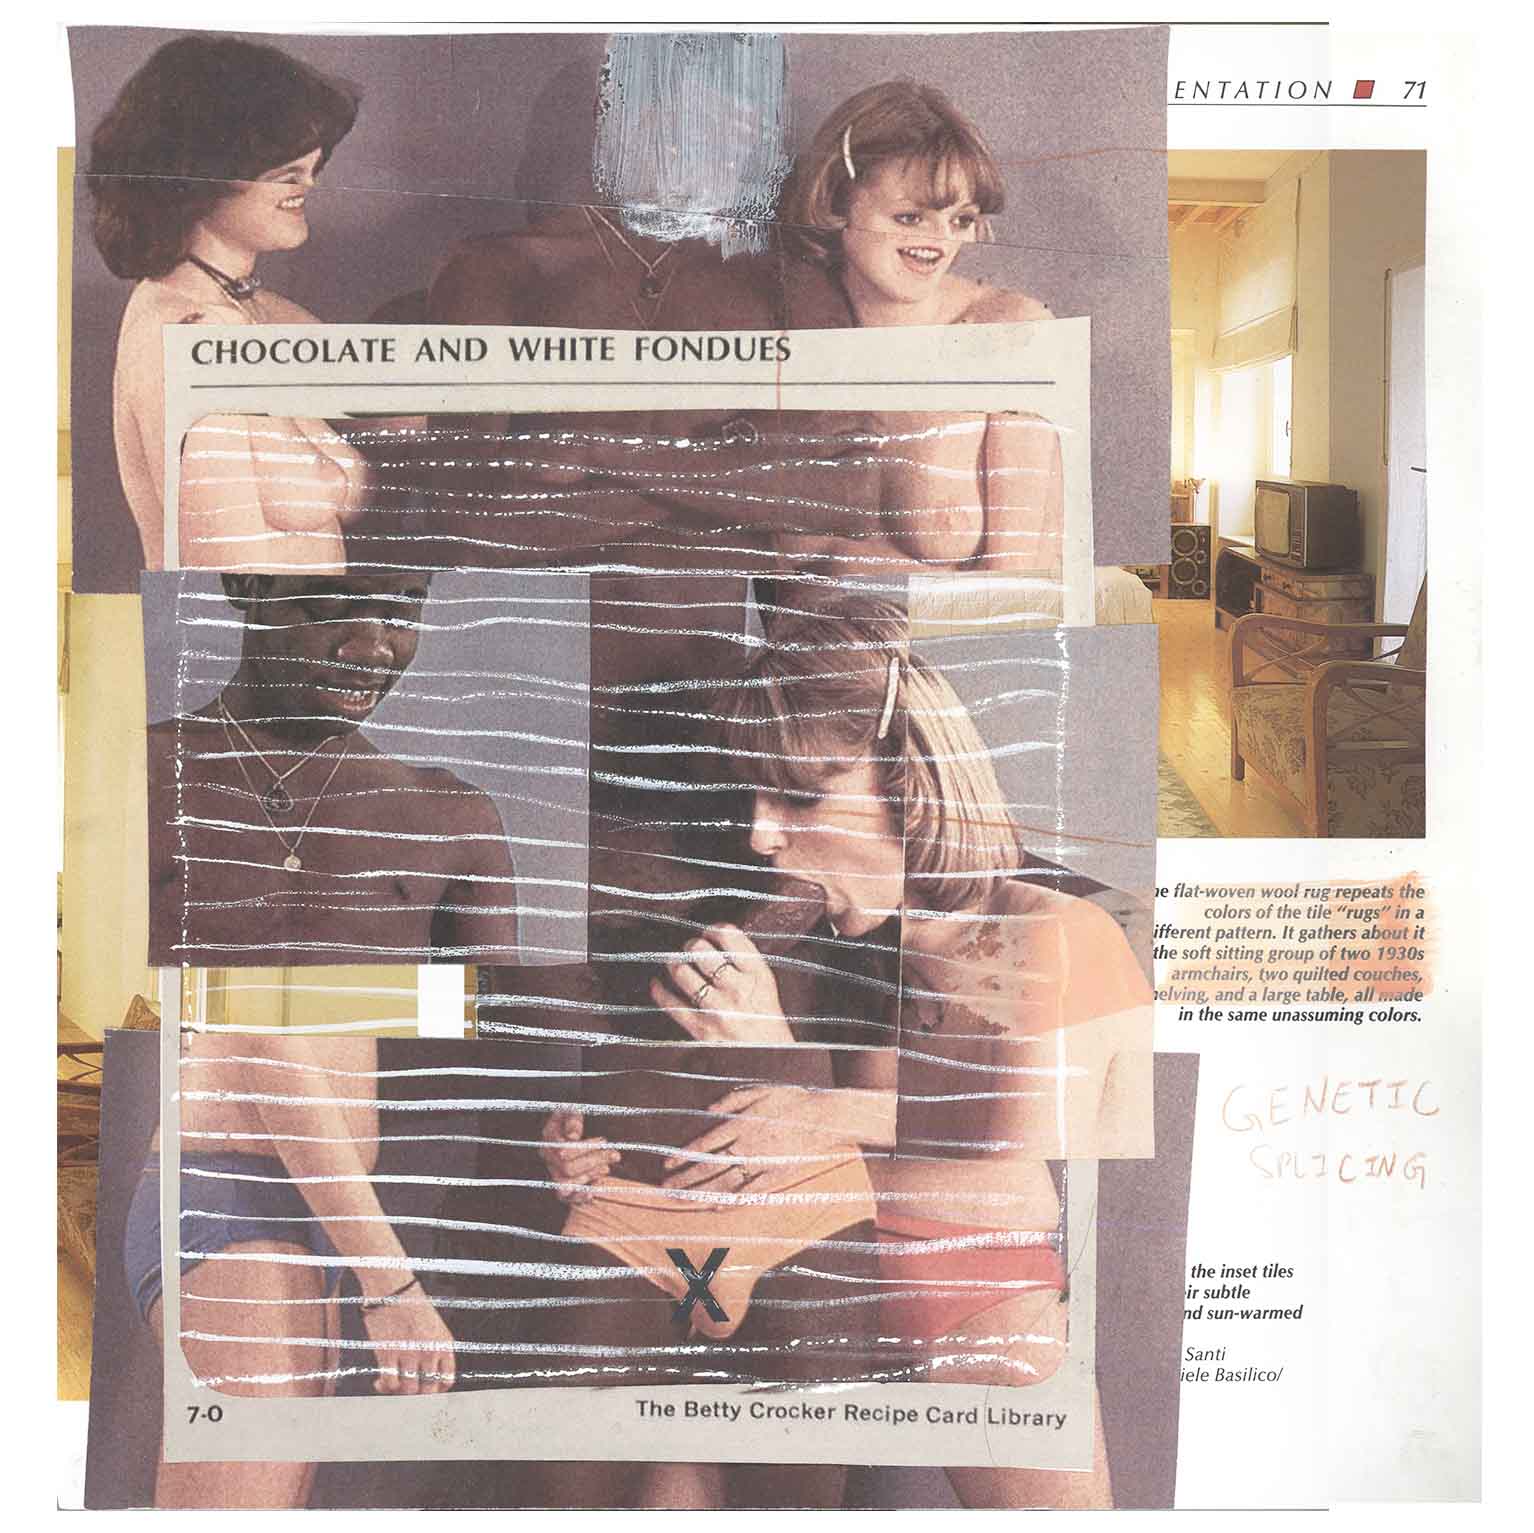 ENTATION 71
CHOCOLATE AND WHITE FONDUES
ne flat-woven wool rug repeats the
colors of the tile "rugs" in a
ifferent pattern. It gathers about it
the soft sitting group of two 1930s
armchairs, two quilted couches,
helving, and a large table, all made
in the same unassuming colors.
GENETIC
SPLICING
the inset tiles
ir subtle
nd sun-warmed
Santi
iele Basilico/
X
7-0
The Betty Crocker Recipe Card Library